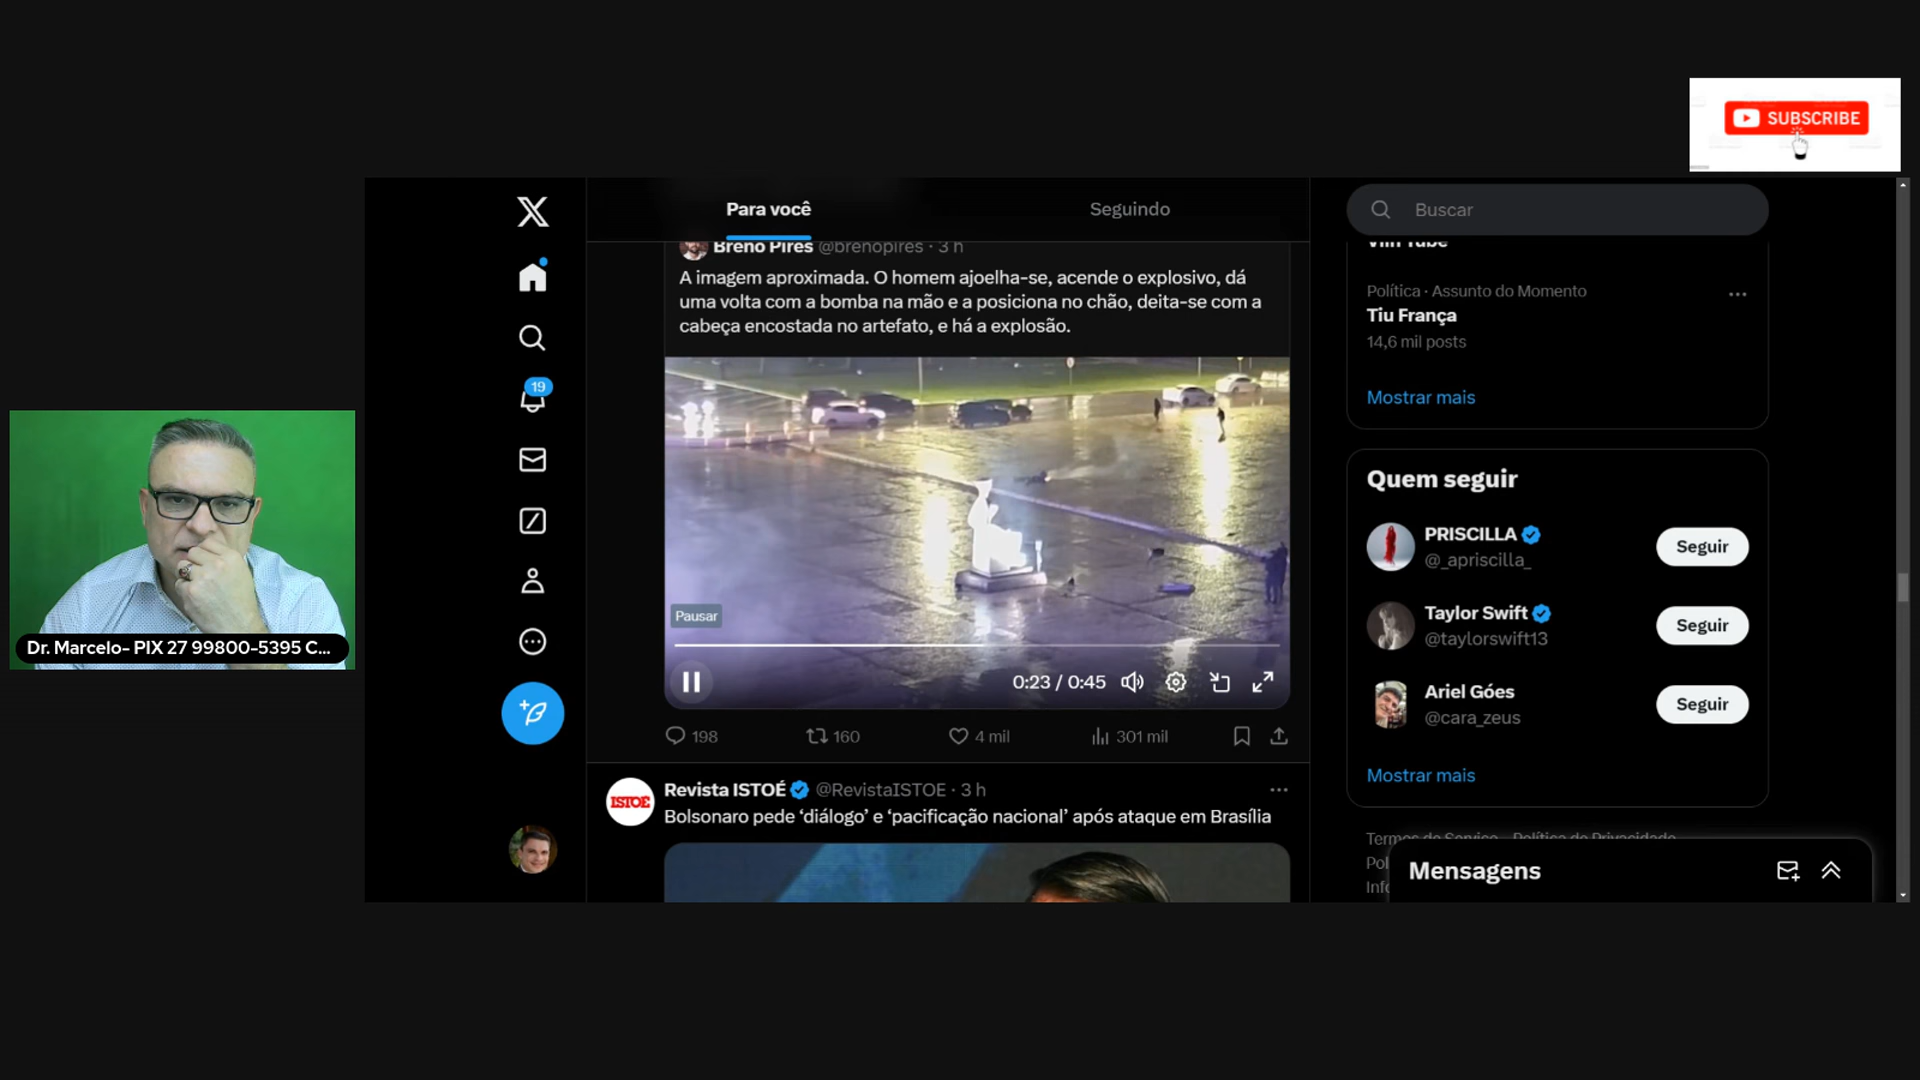 SUBSCRIBE
Para você
Seguindo
Buscar
Breno Pires @brenopires · 3 h
A imagem aproximada. O homem ajoelha-se, acende o explosivo, dá
uma volta com a bomba na mão e a posiciona no chão, deita-se com a
cabeça encostada no artefato, e há a explosão.
Pausar
0:23 / 0:45
198
160
4 mil
301 mil
ISTOÉ
Revista ISTOÉ @RevistaISTOE · 3 h
Bolsonaro pede ‘diálogo’ e ‘pacificação nacional’ após ataque em Brasília
19
Dr. Marcelo- PIX 27 99800-5395 C...
Política · Assunto do Momento
Tiu França
14,6 mil posts
Mostrar mais
Quem seguir
PRISCILLA
@_apriscilla_
Seguir
Taylor Swift
@taylorswift13
Seguir
Ariel Góes
@cara_zeus
Seguir
Mostrar mais
Termos de Serviço Política de Privacidade
Mensagens